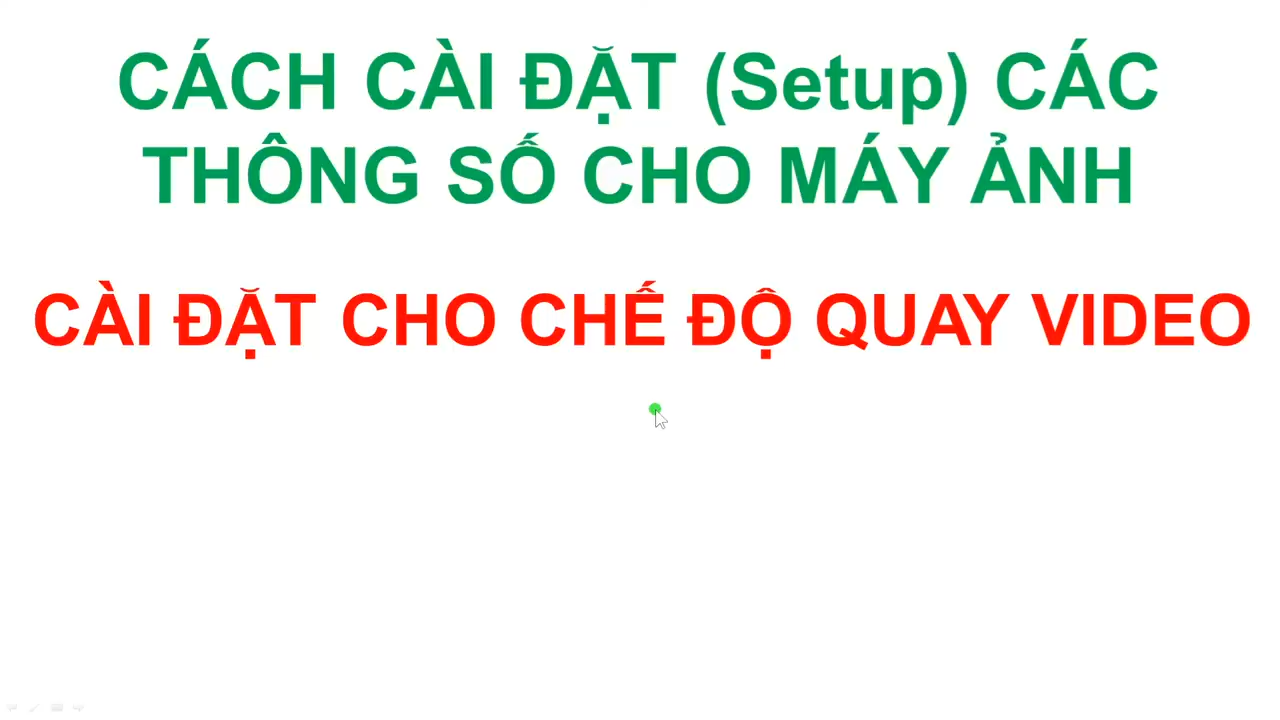 CÁCH CÀI ĐẶT (Setup) CÁC
THÔNG SỐ CHO MÁY ẢNH
CÀI ĐẶT CHO CHẾ ĐỘ QUAY VIDEO